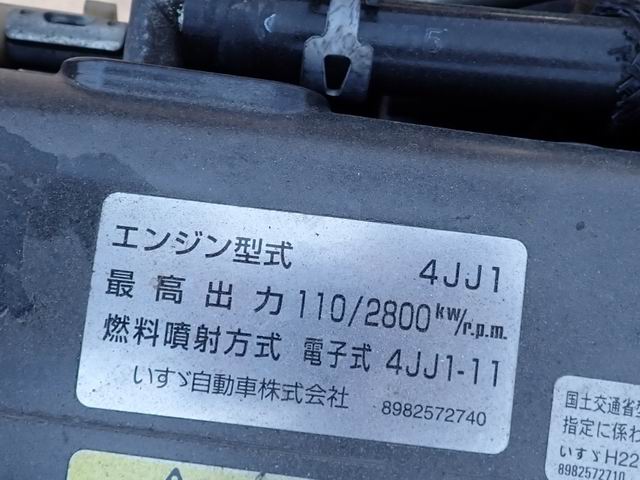 エンジン型式 4JJ1
最高出力 110/2800 kW/r.p.m.
燃料噴射方式 電子式 4JJ1-11
いすゞ自動車株式会社 8982572740
国土交通省
指定に係わ
いすゞH22
8982572710